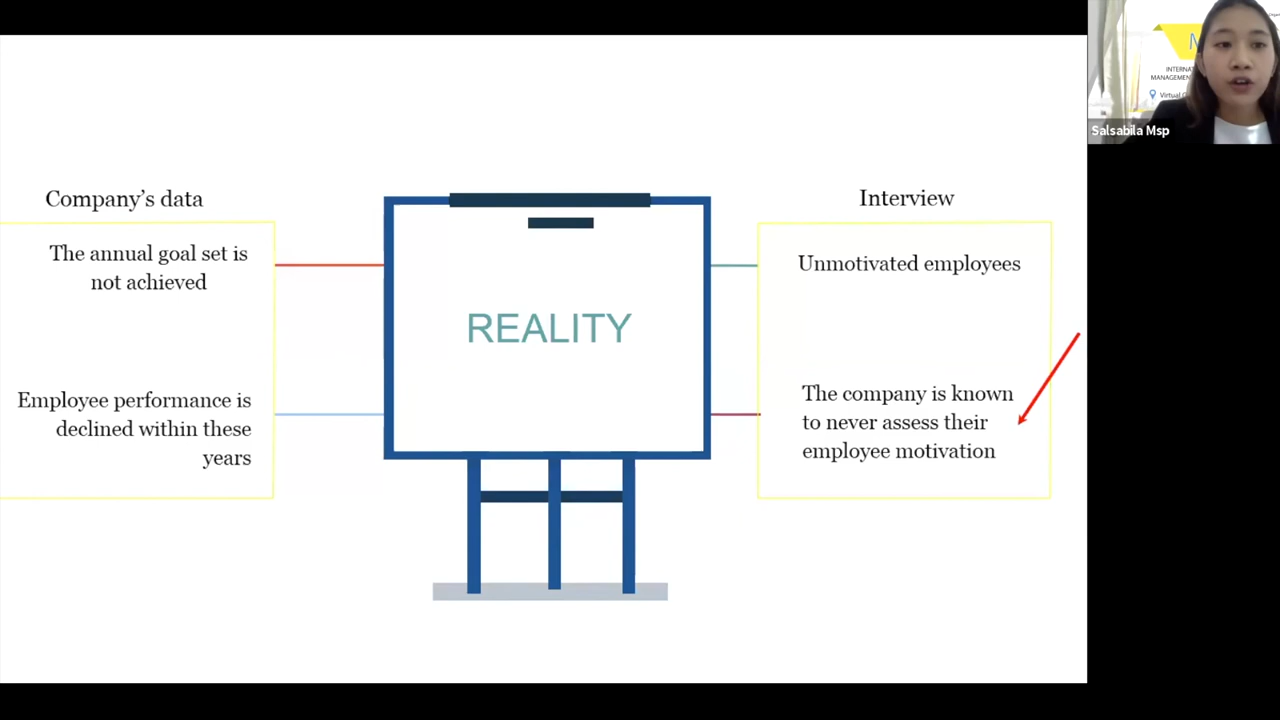 Company's data
The annual goal set is
not achieved
Employee performance is
declined within these
years
REALITY
Interview
Unmotivated employees
The company is known
to never assess their
employee motivation
INTERNAT
MANAGEMENT
Virtual
Salsabila Msp